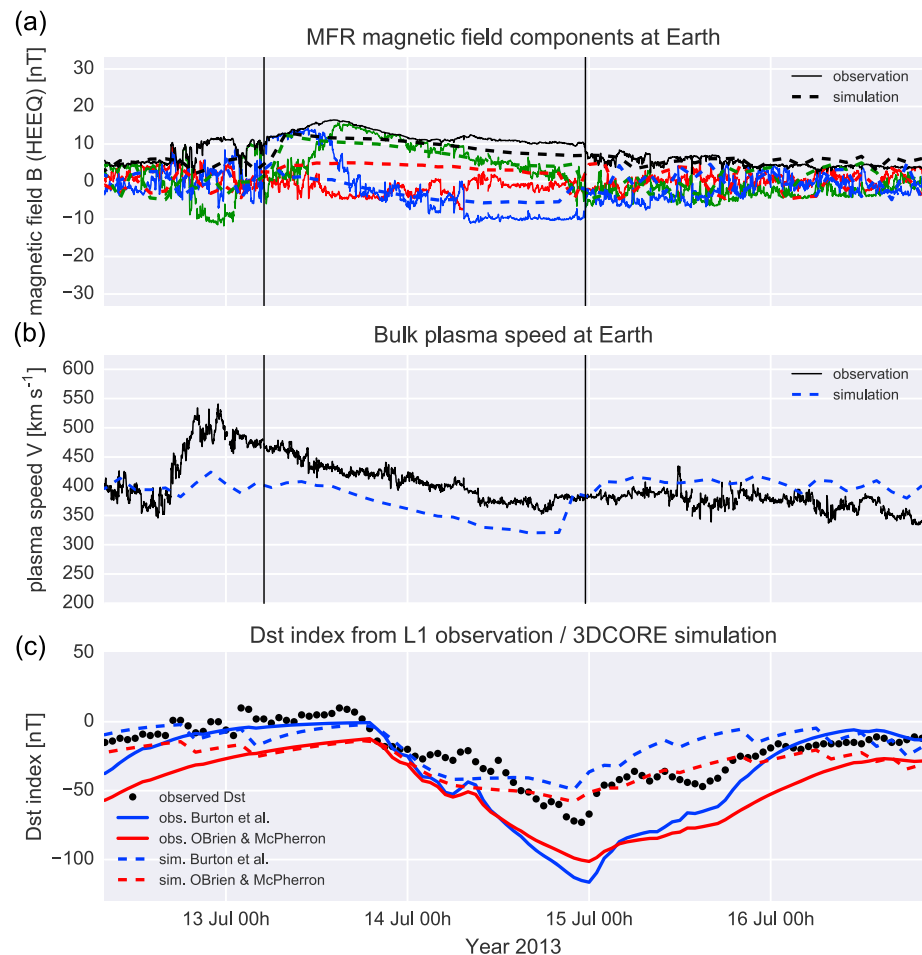 (a)
MFR magnetic field components at Earth
magnetic field B (HEEQ) [nT]
30
20
10
0
−10
−20
−30
observation
simulation
(b)
Bulk plasma speed at Earth
plasma speed V [km s⁻¹]
600
550
500
450
400
350
300
250
200
observation
simulation
(c)
Dst index from L1 observation / 3DCORE simulation
Dst index [nT]
50
0
−50
−100
observed Dst
obs. Burton et al.
obs. OBrien & McPherron
sim. Burton et al.
sim. OBrien & McPherron
13 Jul 00h
14 Jul 00h
15 Jul 00h
16 Jul 00h
Year 2013